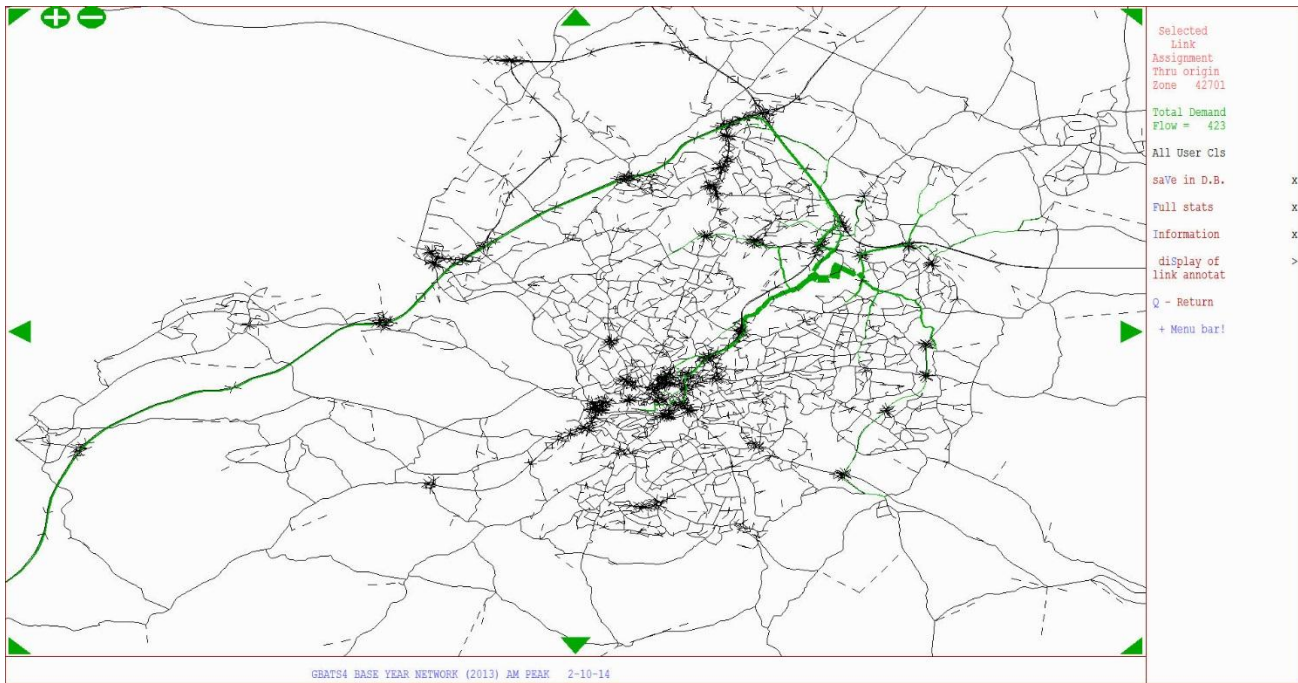 Selected
Link
Assignment
Thru origin
Zone 42701
Total Demand
Flow = 423
All User Cls
saVe in D.B. x
Full stats x
Information x
diSplay of >
link annotat
Q - Return
+ Menu bar!
GBATS4 BASE YEAR NETWORK (2013) AM PEAK 2-10-14